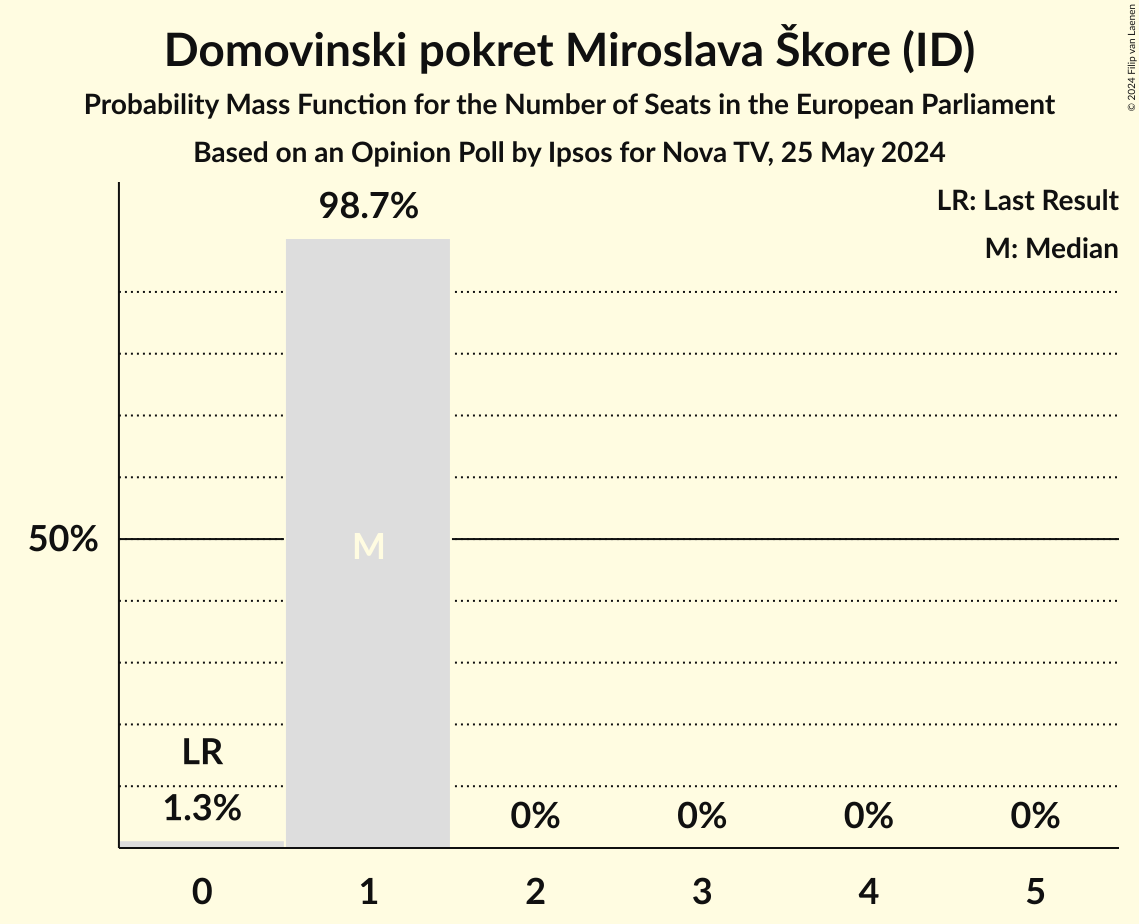 Domovinski pokret Miroslava Škore (ID)
Probability Mass Function for the Number of Seats in the European Parliament
Based on an Opinion Poll by Ipsos for Nova TV, 25 May 2024
© 2024 Filip van Laenen
LR: Last Result
M: Median
98.7%
50%
M
LR
1.3%
0%
0%
0%
0%
0
1
2
3
4
5